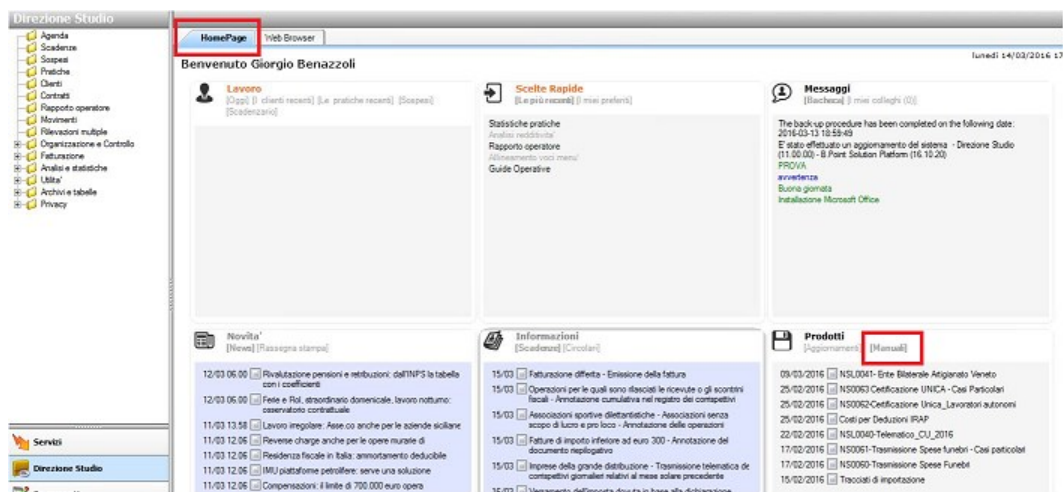 Direzione Studio
Agenda
Scadenze
Sospesi
Pratiche
Clienti
Contratti
Rapporto operatore
Movimenti
Rilevazioni multiple
Organizzazione e Controllo
Fatturazione
Analisi e statistiche
Utilita'
Archivi e tabelle
Privacy
Servizi
Direzione Studio
HomePage
Web Browser
lunedì 14/03/2016 17
Benvenuto Giorgio Benazzoli
Lavoro
[Oggi] [I clienti recenti] [Le pratiche recenti] [Sospesi]
[Scadenzario]
Scelte Rapide
[Le più recenti] [I miei preferiti]
Statistiche pratiche
Analisi redditivita'
Rapporto operatore
Allineamento voci menu'
Guide Operative
Messaggi
[Bacheca] [I miei colleghi (0)]
The back-up procedure has been completed on the following date:
2016-03-13 18:59:49
E' stato effettuato un aggiornamento del sistema - Direzione Studio
(11.00.00) - B.Point Solution Platform (16.10.20)
PROVA
avvertenza
Buona giornata
Installazione Microsoft Office
Novita'
[News] [Rassegna stampa]
12/03 06.00 Rivalutazione pensioni e retribuzioni: dall'INPS la tabella
con i coefficienti
12/03 06.00 Ferie e Rol, straordinario domenicale, lavoro notturno:
osservatorio contrattuale
11/03 13.58 Lavoro irregolare: Asse.co anche per le aziende siciliane
11/03 12.06 Reverse charge anche per le opere murarie di
11/03 12.06 Residenza fiscale in Italia: ammortamento deducibile
11/03 12.06 IMU piattaforme petrolifere: serve una soluzione
11/03 12.06 Compensazioni: il limite di 700.000 euro opera
Informazioni
[Scadenze] [Circolari]
15/03 Fatturazione differita - Emissione della fattura
15/03 Operazioni per le quali sono rilasciati le ricevute o gli scontrini
fiscali - Annotazione cumulativa nel registro dei corrispettivi
15/03 Associazioni sportive dilettantistiche - Associazioni senza
scopo di lucro e pro loco - Annotazione delle operazioni
15/03 Fatture di importo inferiore ad euro 300 - Annotazione del
documento riepilogativo
15/03 Imprese della grande distribuzione - Trasmissione telematica de
corrispettivi giornalieri relativi al mese solare precedente
16/03 Versamento dell'imposta dovuta in base alla dichiarazione
Prodotti
[Aggiornamenti] [Manuali]
09/03/2016 NSL0041- Ente Bilaterale Artigianato Veneto
25/02/2016 NS0063 Certificazione UNICA - Casi Particolari
25/02/2016 NS0062-Certificazione Unica_Lavoratori autonomi
25/02/2016 Costi per Deduzioni IRAP
22/02/2016 NSL0040-Telematico_CU_2016
17/02/2016 NS0061-Trasmissione Spese funebri - Casi particolari
17/02/2016 NS0060-Trasmissione Spese Funebri
15/02/2016 Tracciati di importazione